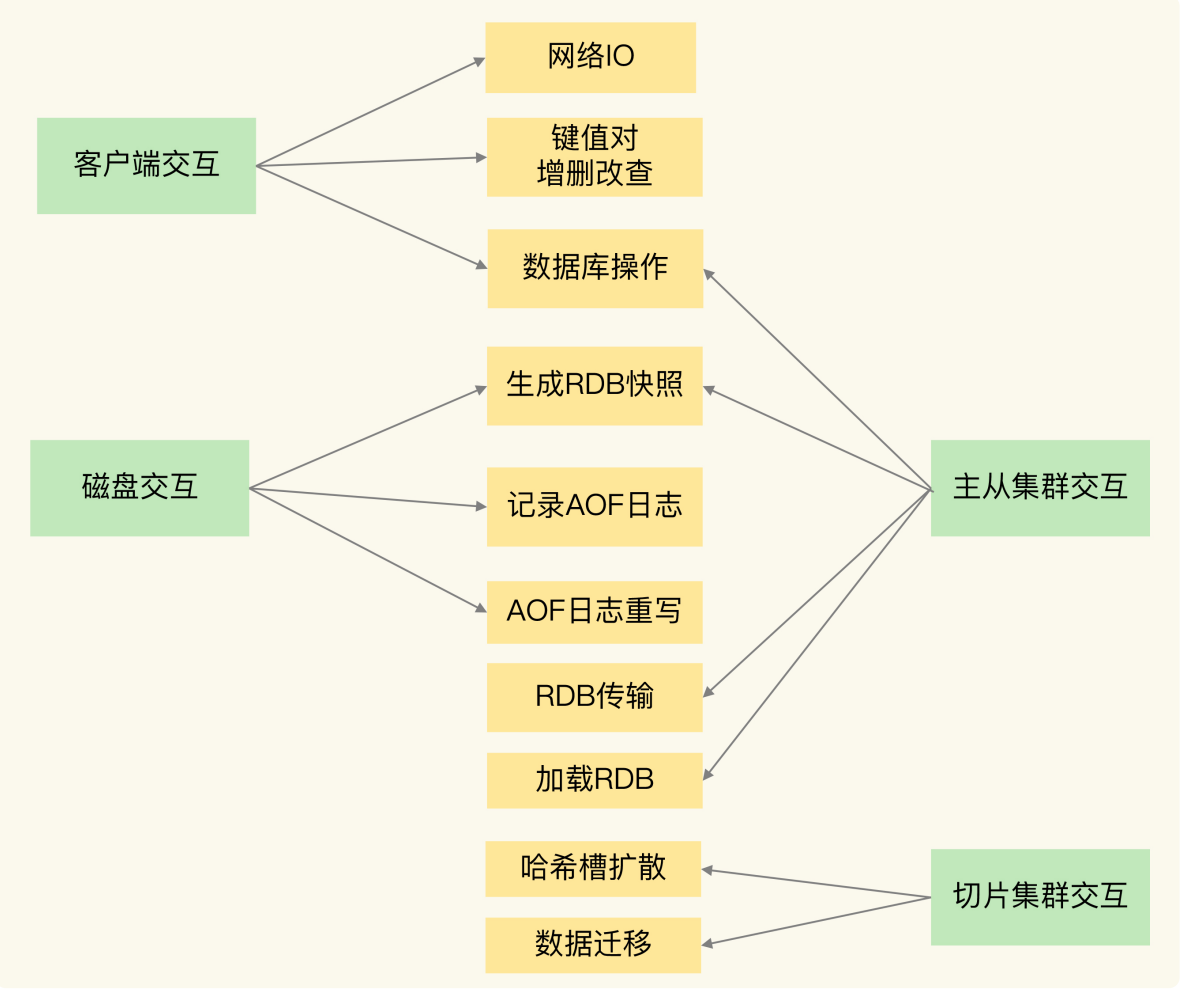 网络IO
客户端交互
键值对
增删改查
数据库操作
生成RDB快照
磁盘交互
记录AOF日志
主从集群交互
AOF日志重写
RDB传输
加载RDB
哈希槽扩散
切片集群交互
数据迁移